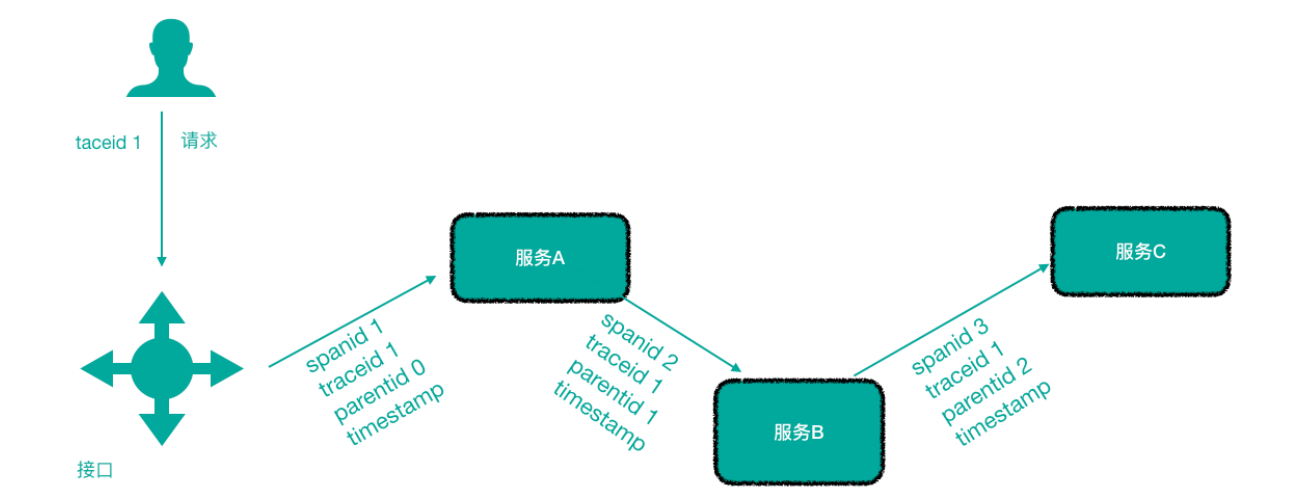 taceid 1
请求
接口
spanid 1
traceid 1
parentid 0
timestamp
服务A
spanid 2
traceid 1
parentid 1
timestamp
服务B
spanid 3
traceid 1
parentid 2
timestamp
服务C